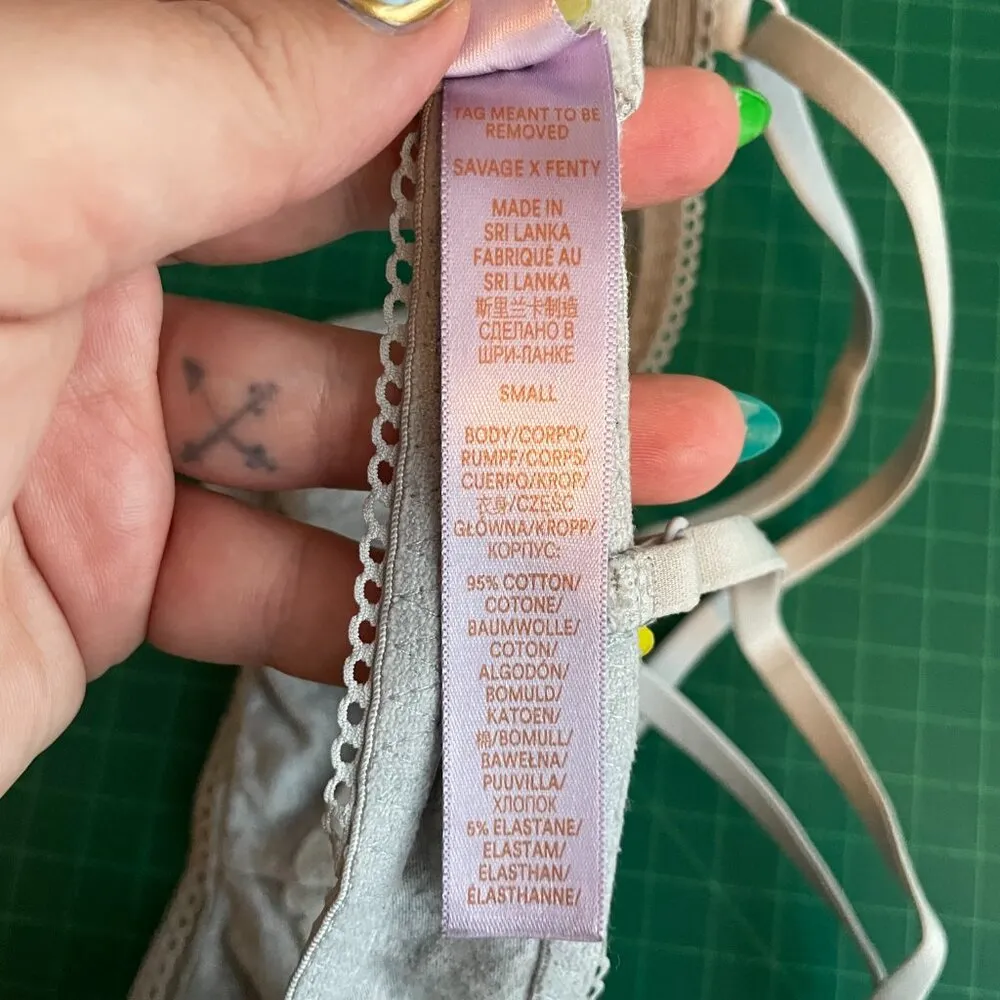 TAG MEANT TO BE
REMOVED
SAVAGE X FENTY
MADE IN
SRI LANKA
FABRIQUÉ AU
SRI LANKA
斯里兰卡制造
СДЕЛАНО В
ШРИ-ЛАНКЕ
SMALL
BODY/CORPO/
RUMPF/CORPS/
CUERPO/KROP/
衣身/CZĘŚĆ
GŁÓWNA/KROPP/
КОРПУС:
95% COTTON/
COTONE/
BAUMWOLLE/
COTON/
ALGODÓN/
BOMULD/
KATOEN/
棉/BOMULL/
BAWEŁNA/
PUUVILLA/
ХЛОПОК
5% ELASTANE/
ELASTAM/
ELASTHAN/
ÉLASTHANNE/